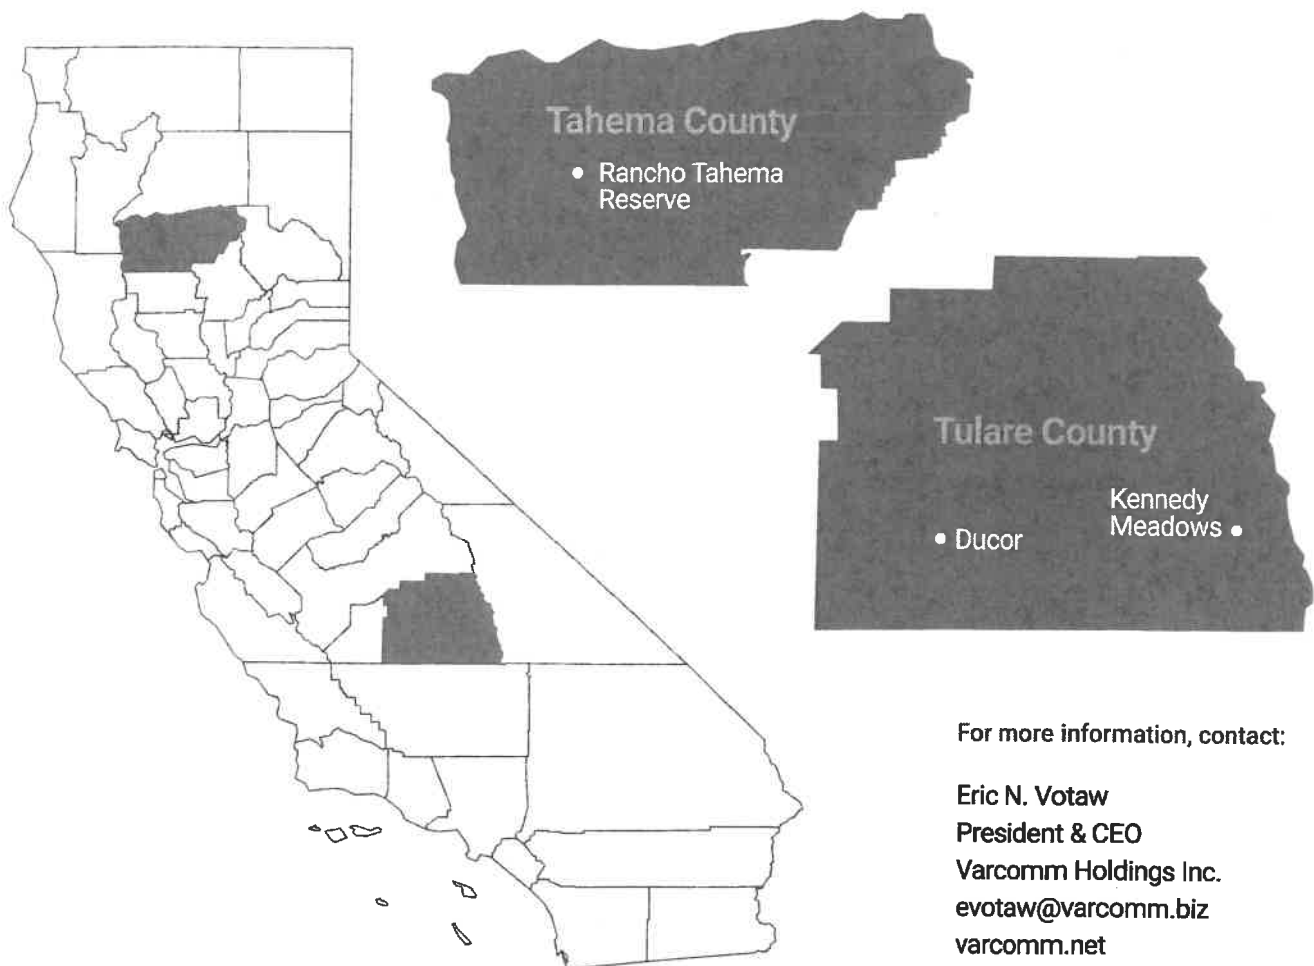 Tahema County
Rancho Tahema
Reserve
Tulare County
Kennedy
Meadows
Ducor
For more information, contact:
Eric N. Votaw
President & CEO
Varcomm Holdings Inc.
evotaw@varcomm.biz
varcomm.net